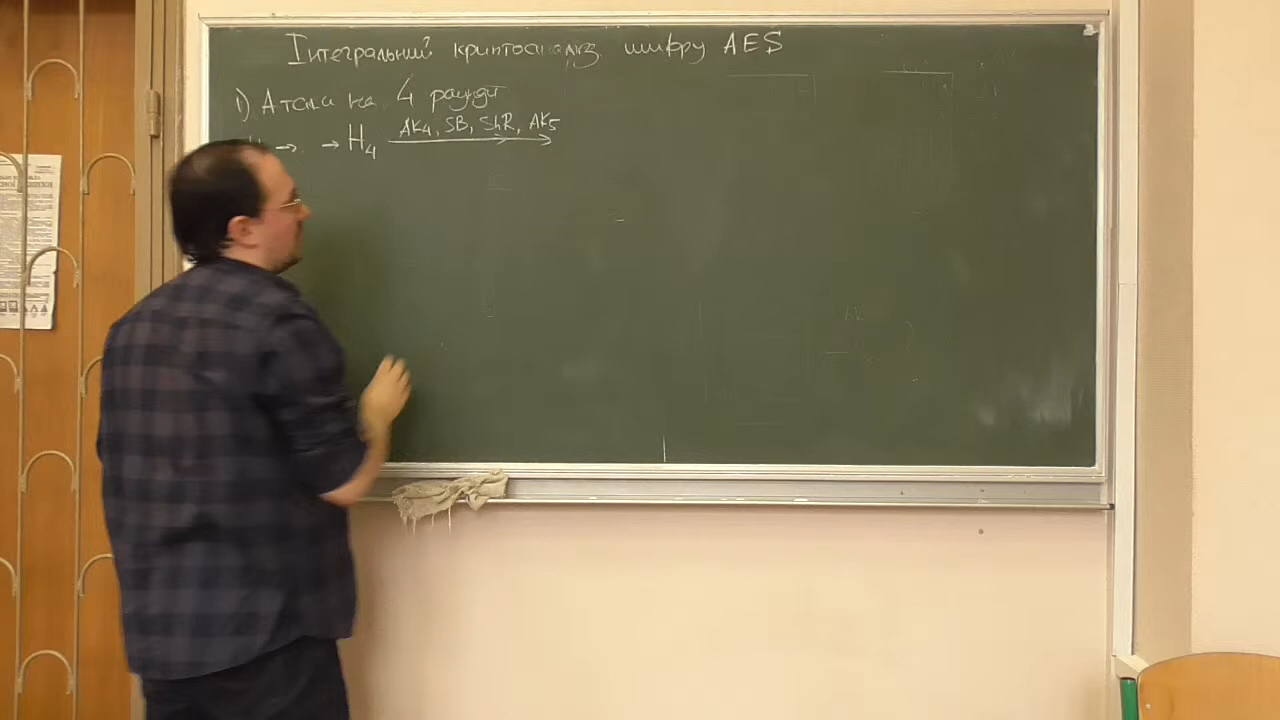 Інтегральний криптоаналіз шифру AES
1) Атака на 4 раунди
→ → H₄ AK₄, SB, ShR, AK₅ →